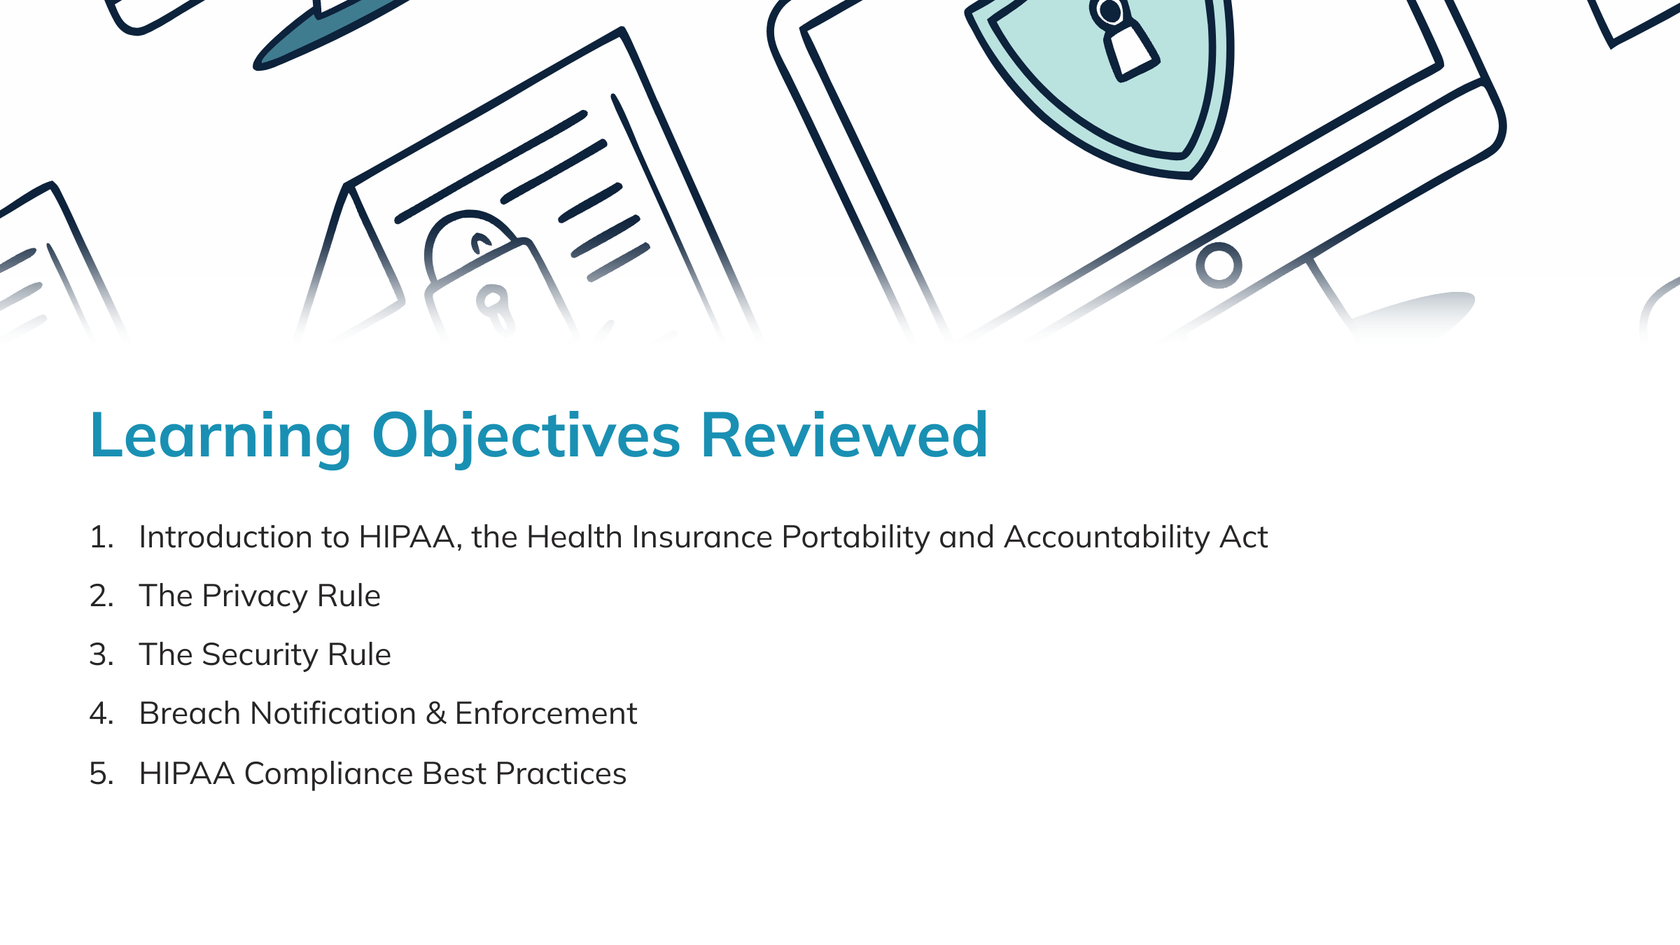 Learning Objectives Reviewed
1. Introduction to HIPAA, the Health Insurance Portability and Accountability Act
2. The Privacy Rule
3. The Security Rule
4. Breach Notification & Enforcement
5. HIPAA Compliance Best Practices